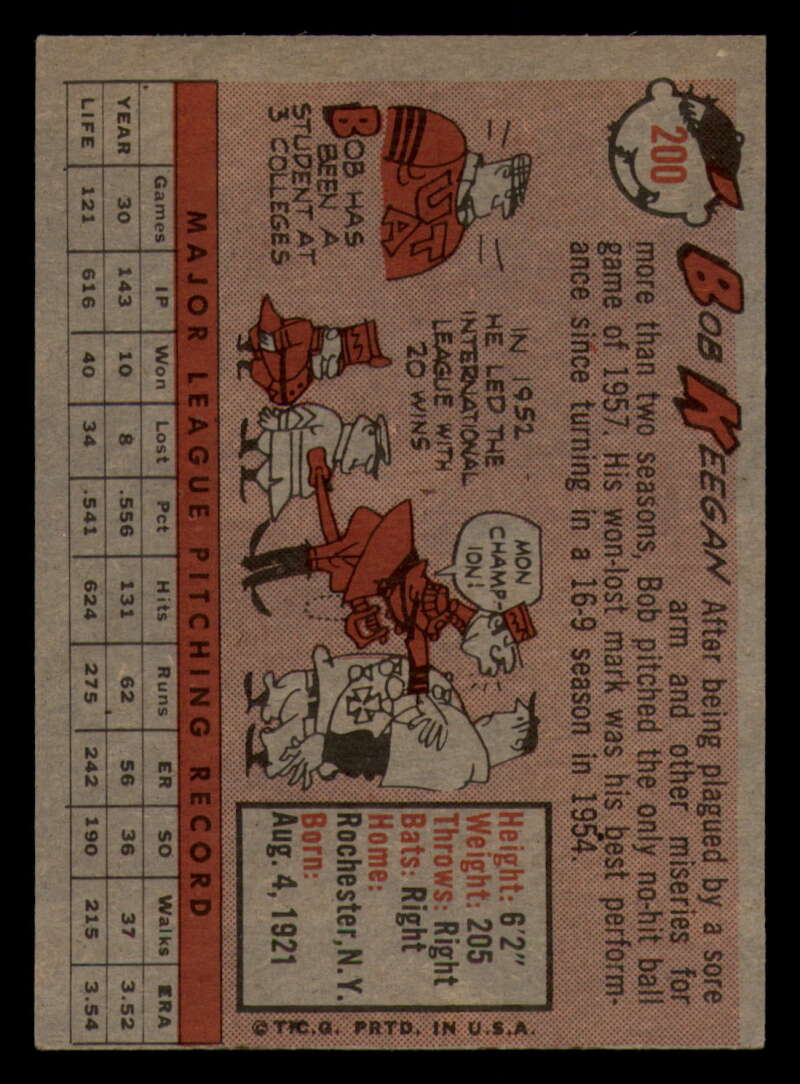 200
BOB KEEGAN After being plagued by a sore
arm and other miseries for
more than two seasons, Bob pitched the only no-hit ball
game of 1957. His won-lost mark was his best perform-
ance since turning in a 16-9 season in 1954.
UTA
BOB HAS
BEEN A
STUDENT AT
3 COLLEGES
IN 1952
HE LED THE
INTERNATIONAL
LEAGUE WITH
20 WINS
MON
CHAMP-
ION!
Height: 6'2"
Weight: 205
Throws: Right
Bats: Right
Home:
Rochester, N.Y.
Born:
Aug. 4, 1921
© T.C.G. PRTD. IN U.S.A.
MAJOR LEAGUE PITCHING RECORD
Games IP Won Lost Pct Hits Runs ER SO Walks ERA
YEAR 30 143 10 8 .556 131 62 56 36 37 3.52
LIFE 121 616 40 34 .541 624 275 242 190 215 3.54